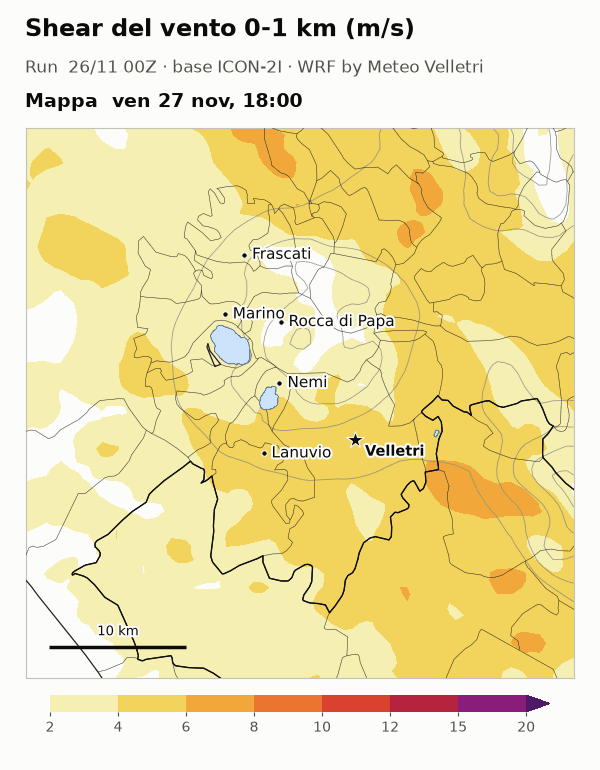 Shear del vento 0-1 km (m/s)
Run  26/11 00Z · base ICON-2I · WRF by Meteo Velletri
Mappa  ven 27 nov, 18:00
Frascati
Marino
Rocca di Papa
Nemi
Velletri
Lanuvio
10 km
2 4 6 8 10 12 15 20